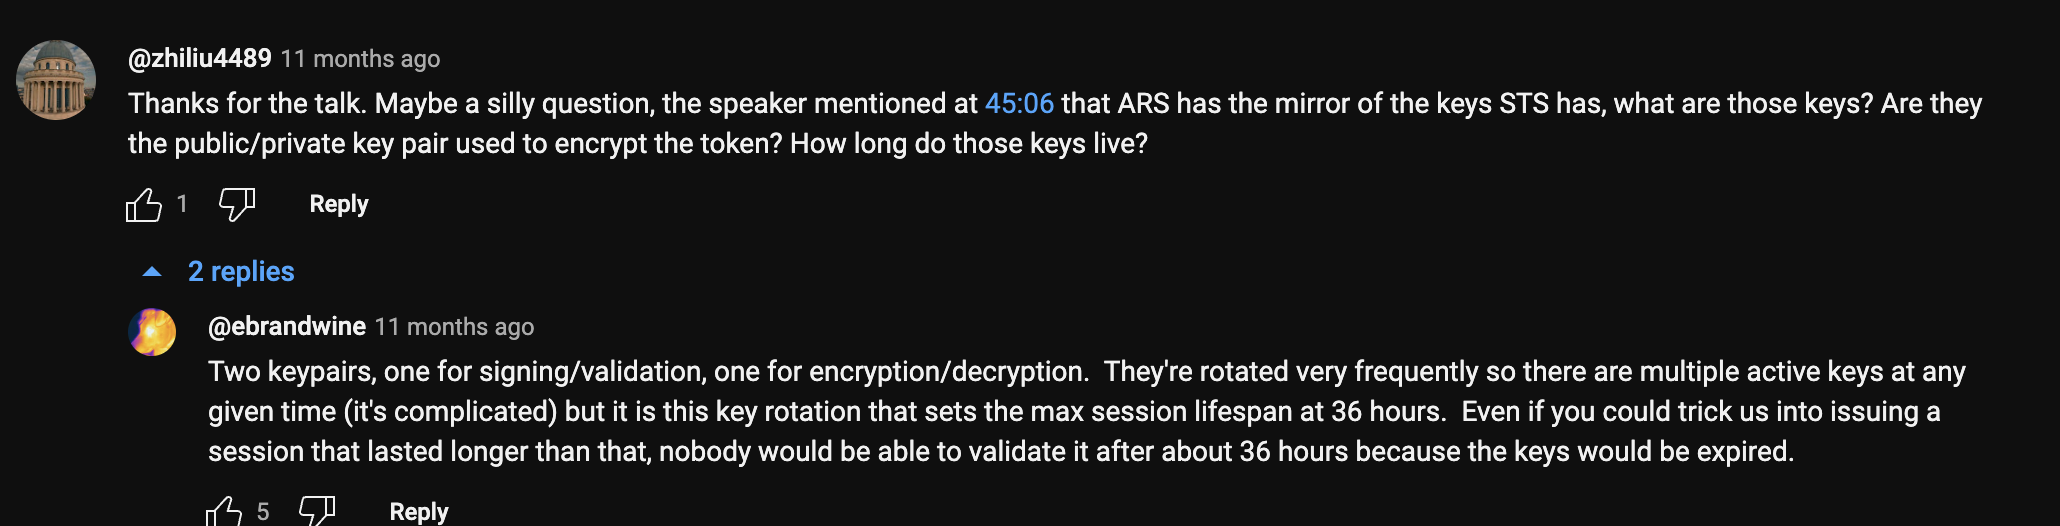 @zhiliu4489 11 months ago
Thanks for the talk. Maybe a silly question, the speaker mentioned at 45:06 that ARS has the mirror of the keys STS has, what are those keys? Are they
the public/private key pair used to encrypt the token? How long do those keys live?
1 Reply
2 replies
@ebrandwine 11 months ago
Two keypairs, one for signing/validation, one for encryption/decryption.  They're rotated very frequently so there are multiple active keys at any
given time (it's complicated) but it is this key rotation that sets the max session lifespan at 36 hours.  Even if you could trick us into issuing a
session that lasted longer than that, nobody would be able to validate it after about 36 hours because the keys would be expired.
5 Reply